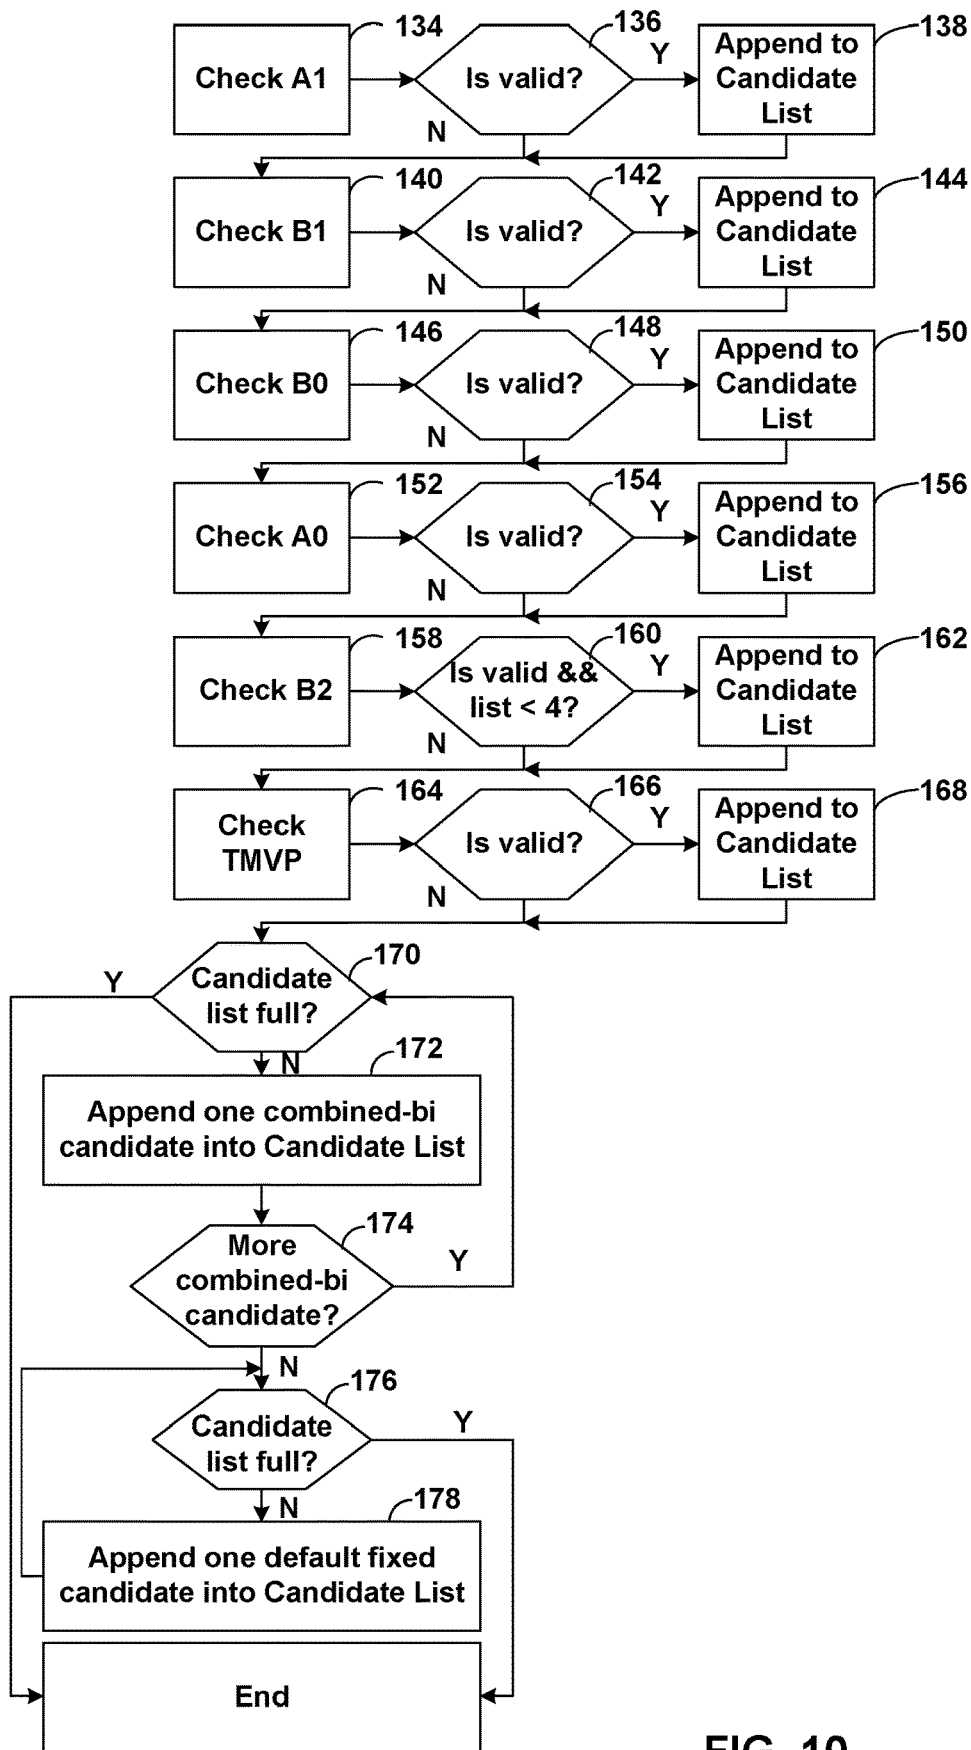 134
136
138
Check A1
Is valid?
Y
Append to
Candidate
List
N
140
142
144
Check B1
Is valid?
Y
Append to
Candidate
List
N
146
148
150
Check B0
Is valid?
Y
Append to
Candidate
List
N
152
154
156
Check A0
Is valid?
Y
Append to
Candidate
List
N
158
160
162
Check B2
Is valid &&
list < 4?
Y
Append to
Candidate
List
N
164
166
168
Check
TMVP
Is valid?
Y
Append to
Candidate
List
N
170
Y
Candidate
list full?
N
172
Append one combined-bi
candidate into Candidate List
174
More
combined-bi
candidate?
Y
N
176
Candidate
list full?
Y
N
178
Append one default fixed
candidate into Candidate List
End
FIG. 10